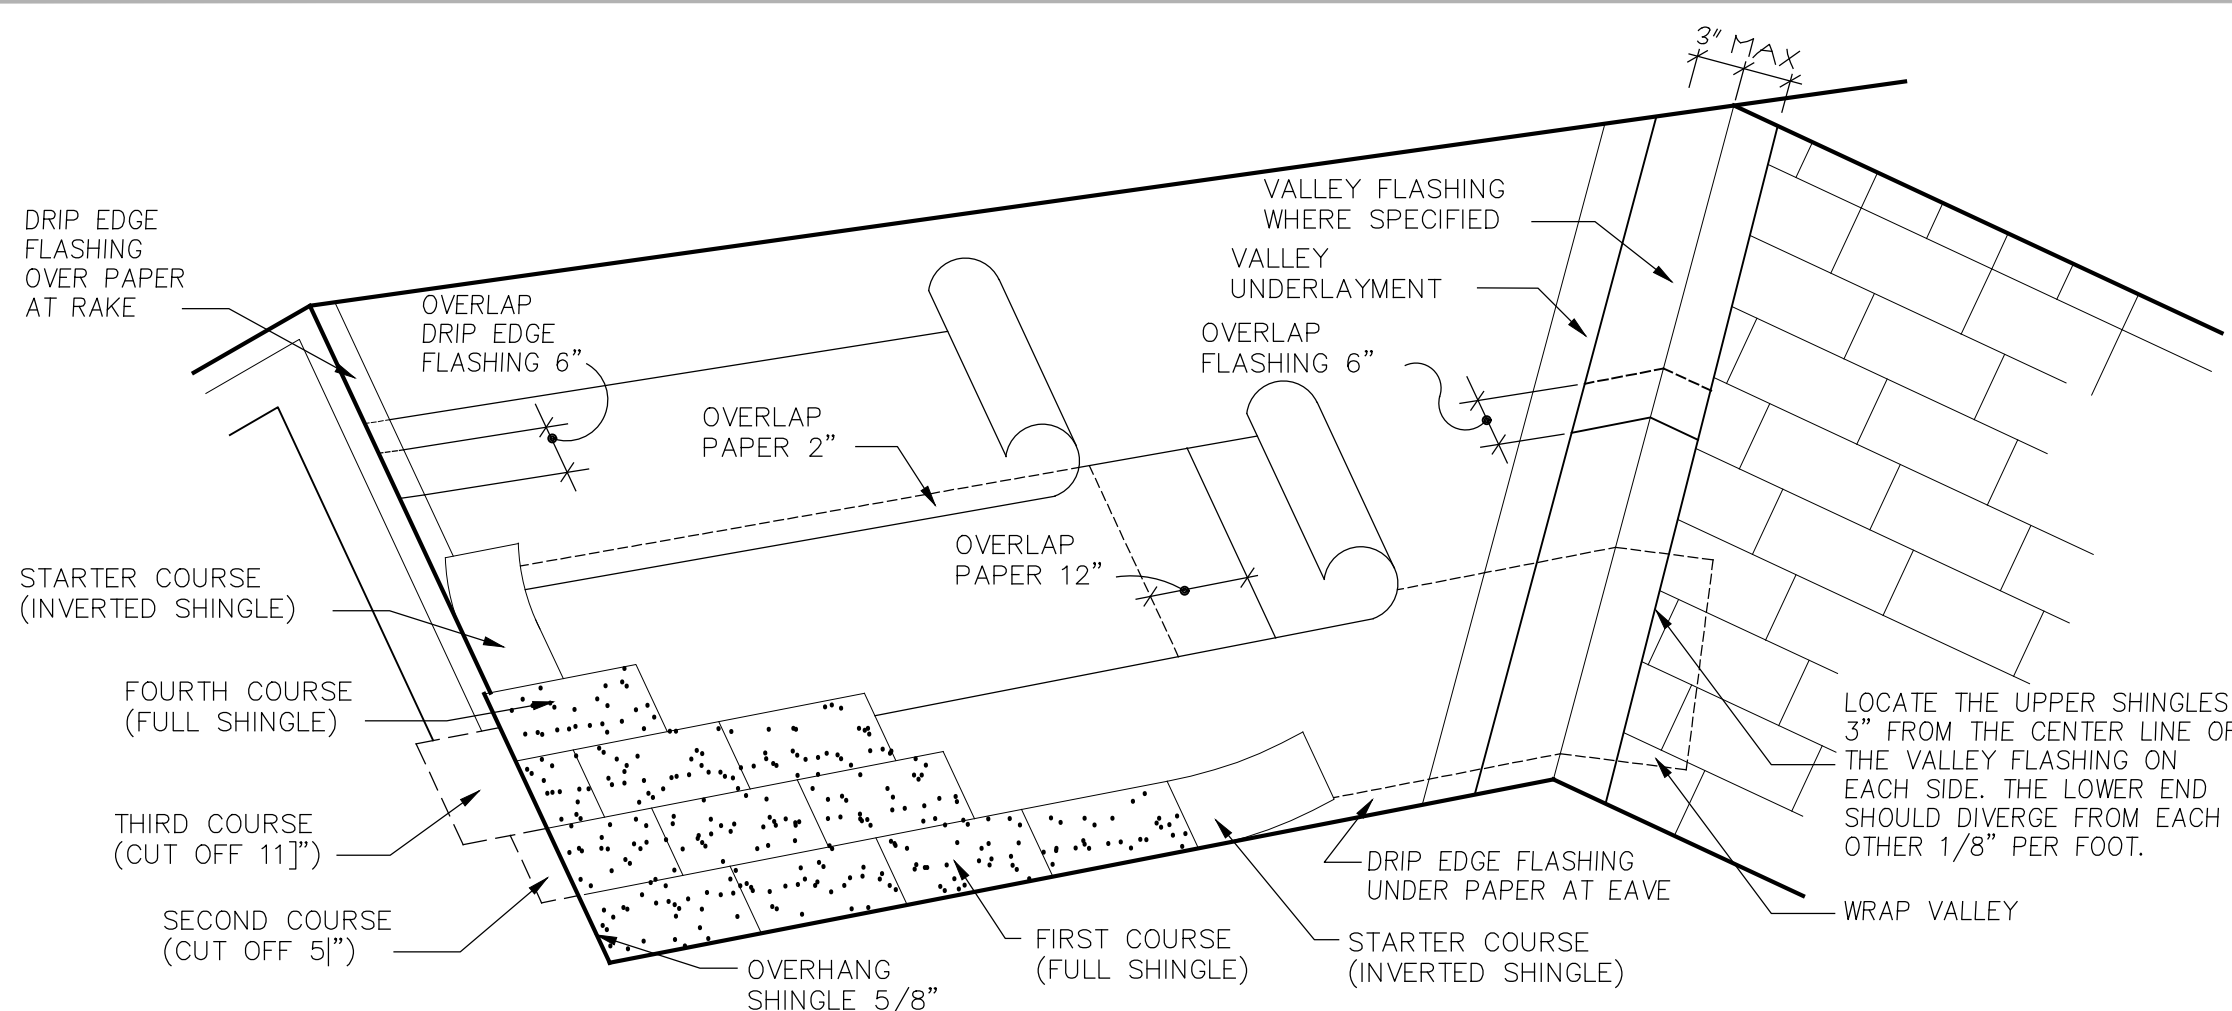 3" MAX
DRIP EDGE
FLASHING
OVER PAPER
AT RAKE
OVERLAP
DRIP EDGE
FLASHING 6”
OVERLAP
PAPER 2”
OVERLAP
PAPER 12”
VALLEY FLASHING
WHERE SPECIFIED
VALLEY
UNDERLAYMENT
OVERLAP
FLASHING 6”
STARTER COURSE
(INVERTED SHINGLE)
FOURTH COURSE
(FULL SHINGLE)
THIRD COURSE
(CUT OFF 11]”)
SECOND COURSE
(CUT OFF 5|”)
OVERHANG
SHINGLE 5/8”
FIRST COURSE
(FULL SHINGLE)
STARTER COURSE
(INVERTED SHINGLE)
DRIP EDGE FLASHING
UNDER PAPER AT EAVE
LOCATE THE UPPER SHINGLES
3” FROM THE CENTER LINE OF
THE VALLEY FLASHING ON
EACH SIDE. THE LOWER END
SHOULD DIVERGE FROM EACH
OTHER 1/8” PER FOOT.
WRAP VALLEY